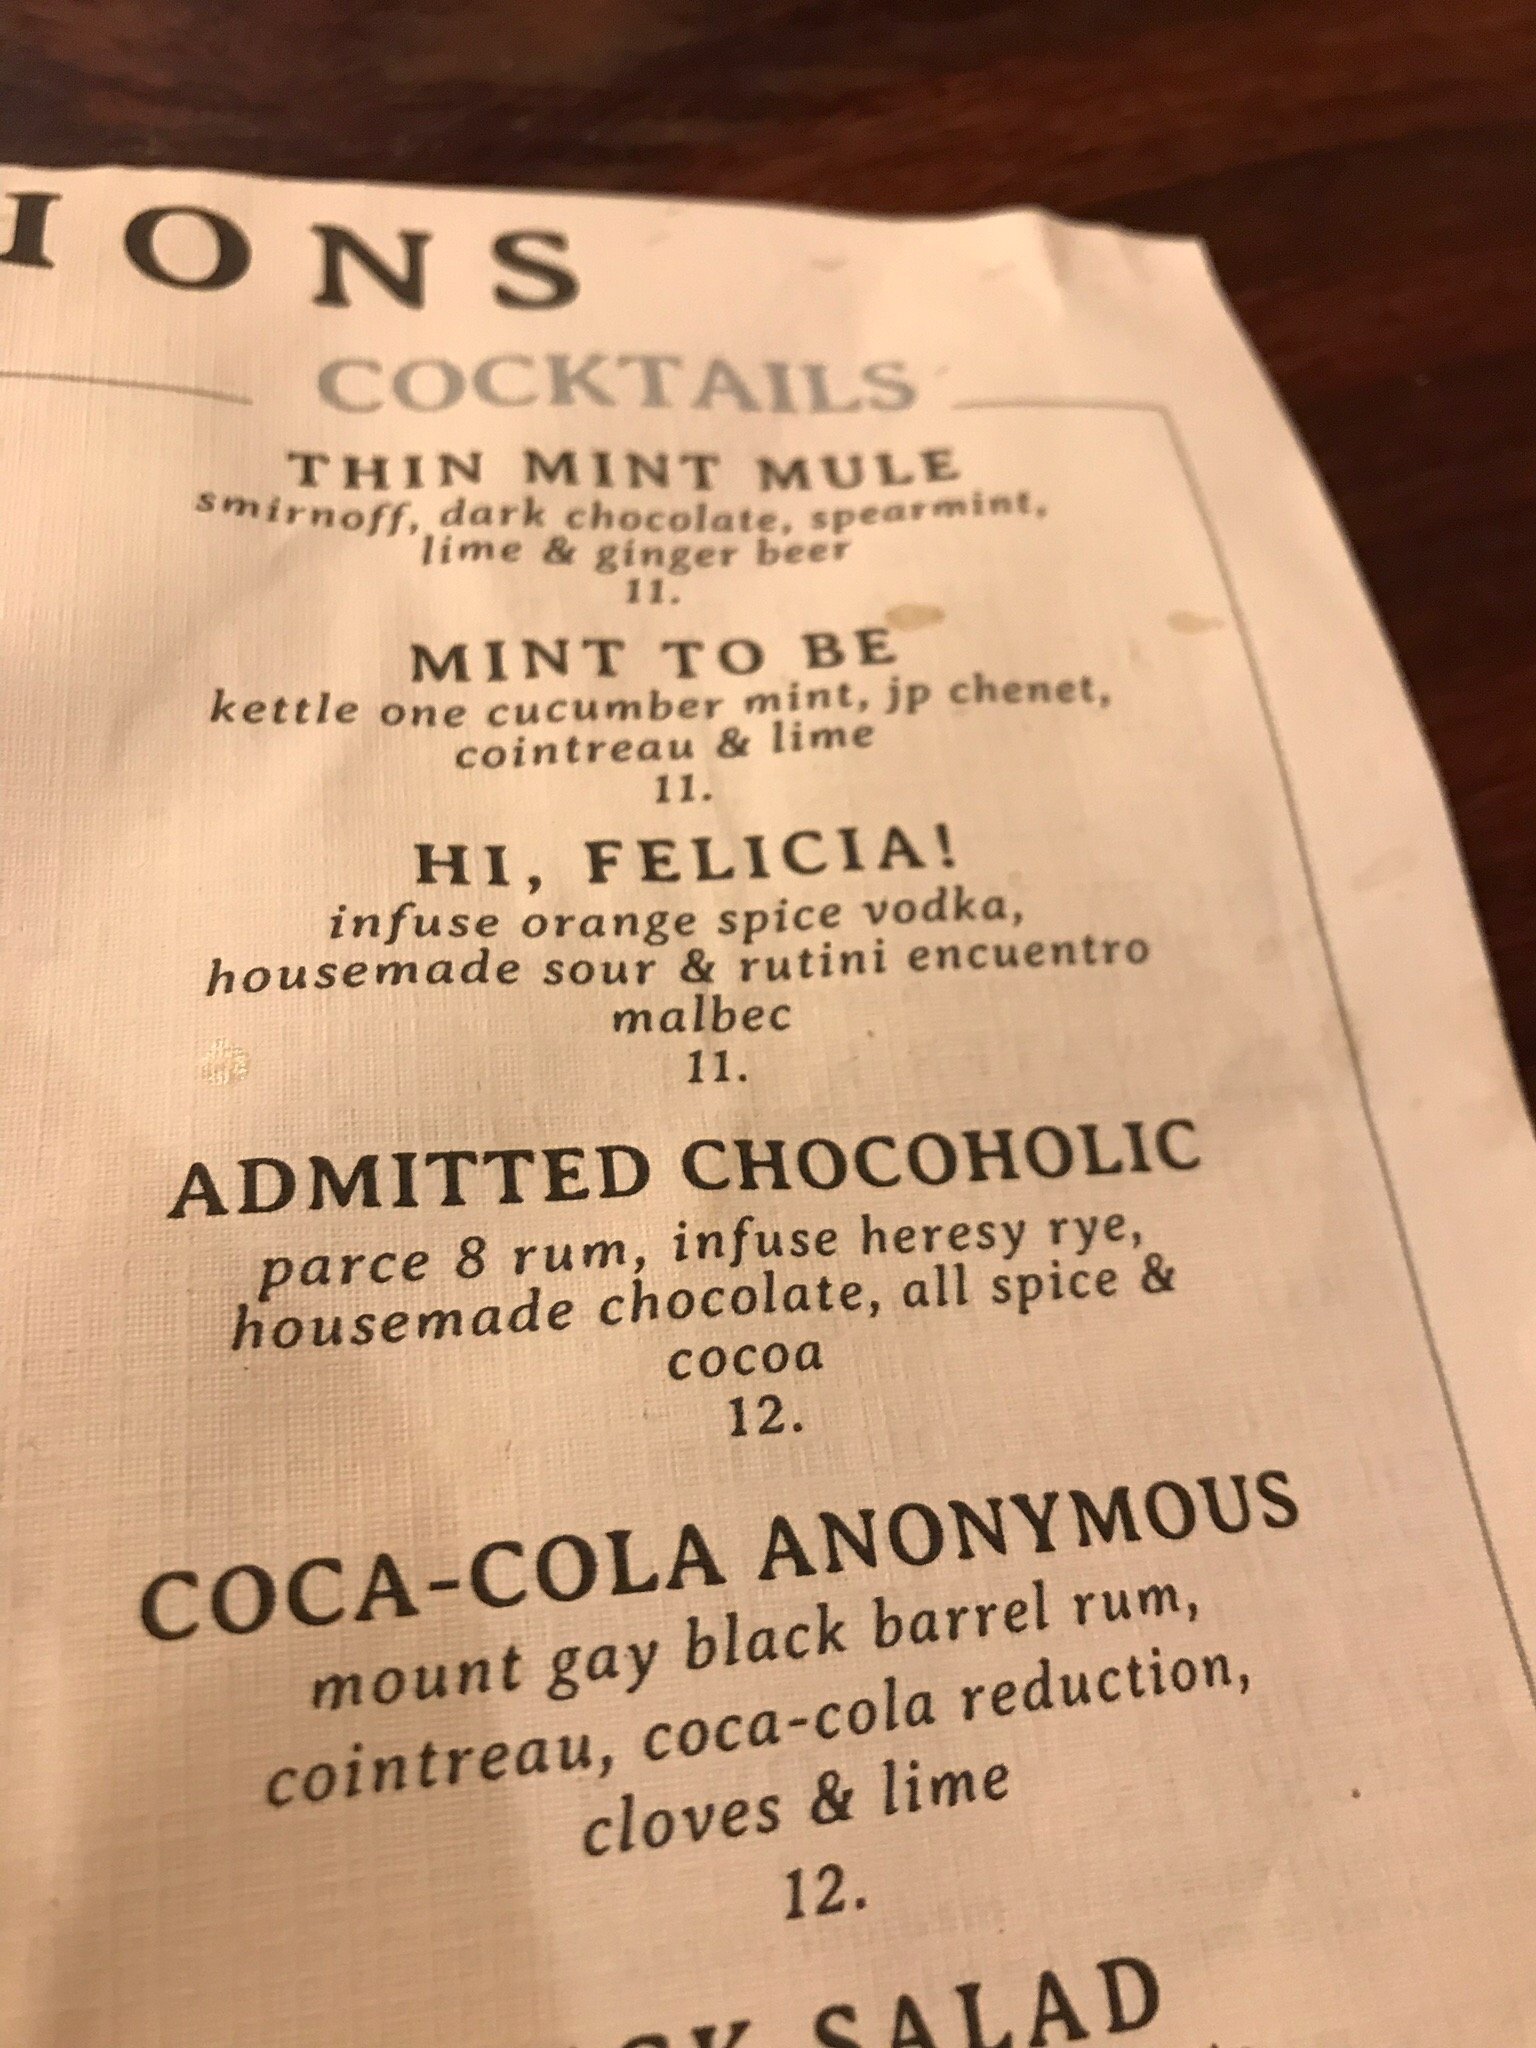 IONS
COCKTAILS
THIN MINT MULE
smirnoff, dark chocolate, spearmint,
lime & ginger beer
11.
MINT TO BE
kettle one cucumber mint, jp chenet,
cointreau & lime
11.
HI, FELICIA!
infuse orange spice vodka,
housemade sour & rutini encuentro
malbec
11.
ADMITTED CHOCOHOLIC
parce 8 rum, infuse heresy rye,
housemade chocolate, all spice &
cocoa
12.
COCA-COLA ANONYMOUS
mount gay black barrel rum,
cointreau, coca-cola reduction,
cloves & lime
12.
SALAD